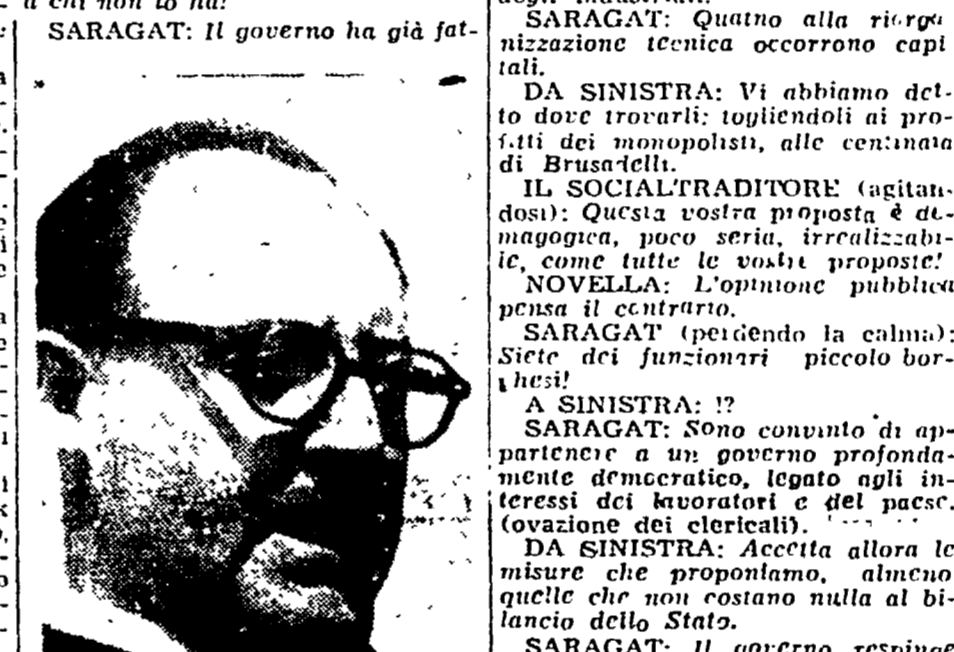 a chi non lo ha!
SARAGAT: Il governo ha già fat-
SARAGAT: Quatno alla riorga
nizzazione tecnica occorrono capi
tali.
DA SINISTRA: Vi abbiamo det-
to dove trovarli: togliendoli ai pro-
fitti dei monopolisti, alle centinaia
di Brusadelli.
IL SOCIALTRADITORE (agitan-
dosi): Questa vostra proposta è de-
magogica, poco seria, irrealizzabi-
le, come tutte le vostre proposte!
NOVELLA: L'opinione pubblica
pensa il contrario.
SARAGAT (perdendo la calma):
Siete dei funzionari piccolo bor-
ghesi!
A SINISTRA: !?
SARAGAT: Sono convinto di ap-
partenere a un governo profonda-
mente democratico, legato agli in-
teressi dei lavoratori e del paese.
(ovazione dei clericali).
DA SINISTRA: Accetta allora le
misure che proponiamo, almeno
quelle che non costano nulla al bi-
lancio dello Stato.
SARAGAT: Il governo respinge